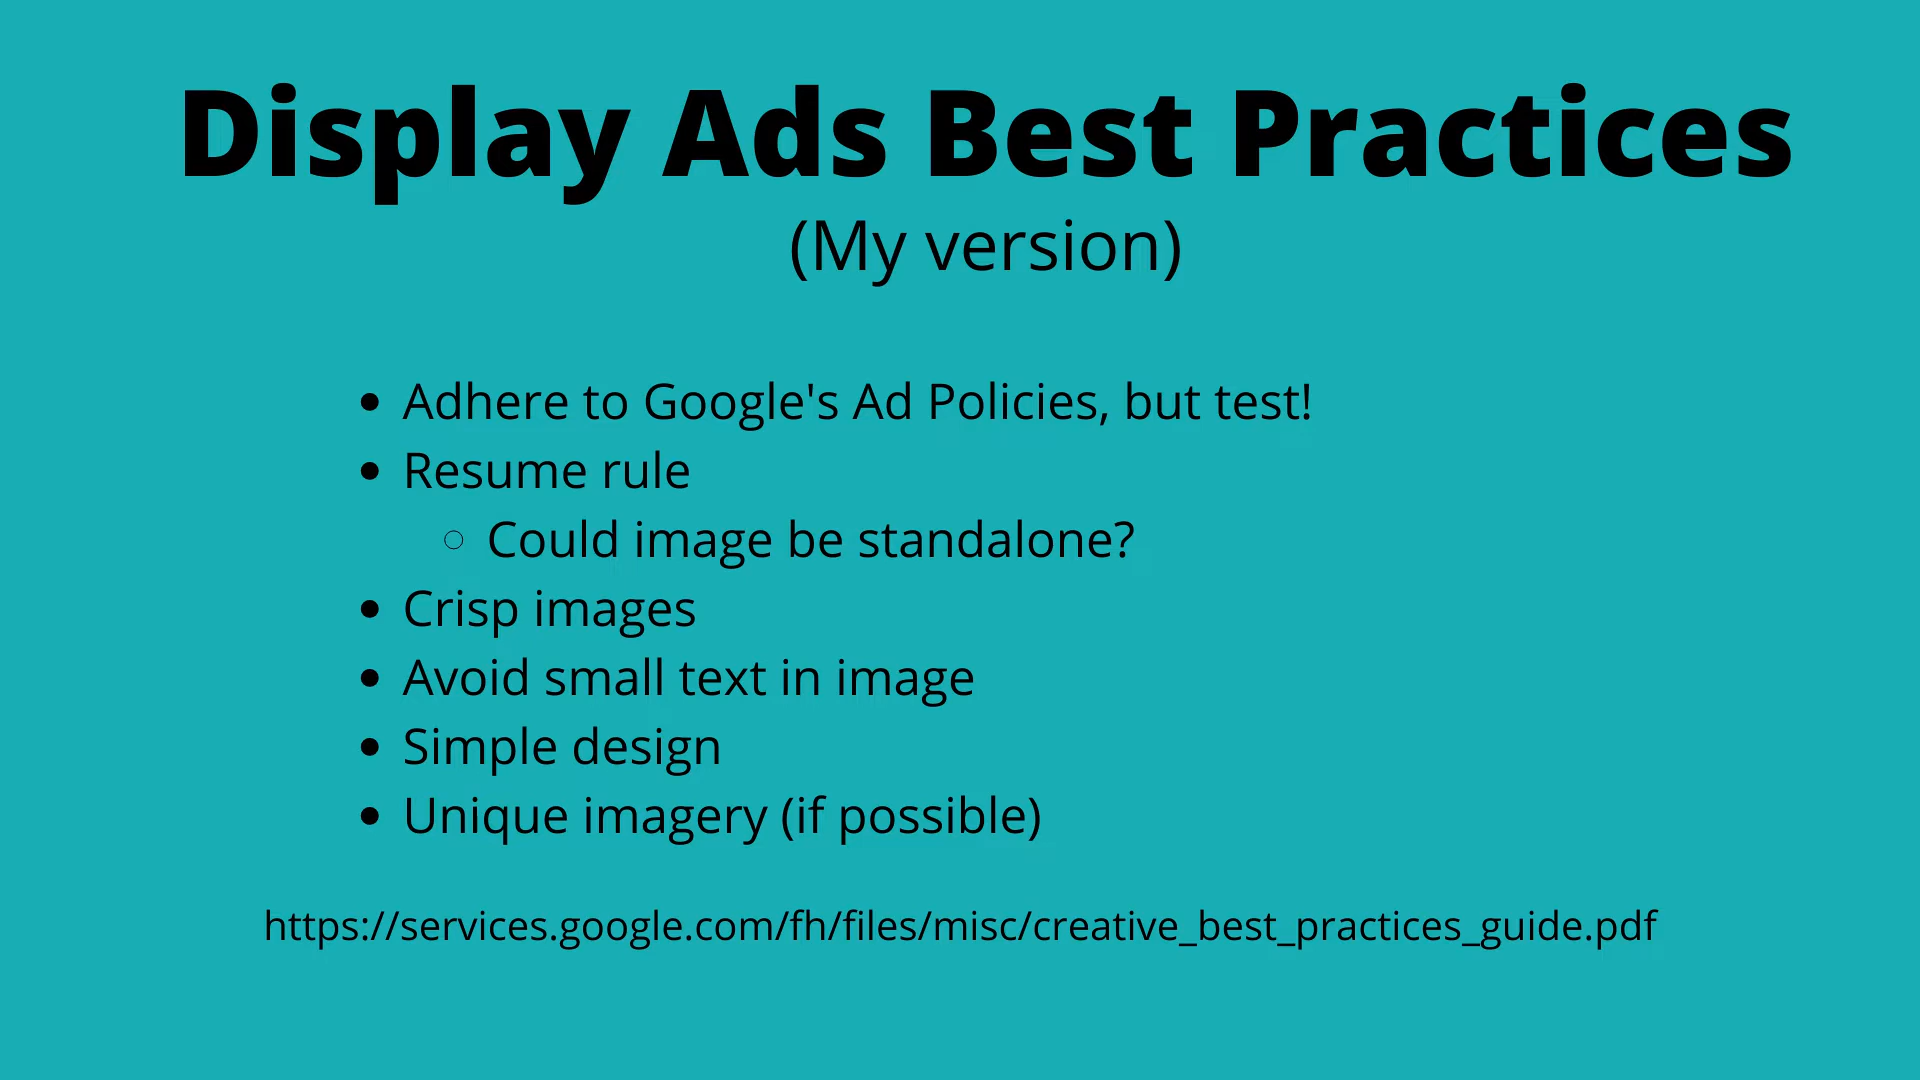 Display Ads Best Practices
(My version)
• Adhere to Google's Ad Policies, but test!
• Resume rule
◦ Could image be standalone?
• Crisp images
• Avoid small text in image
• Simple design
• Unique imagery (if possible)
https://services.google.com/fh/files/misc/creative_best_practices_guide.pdf